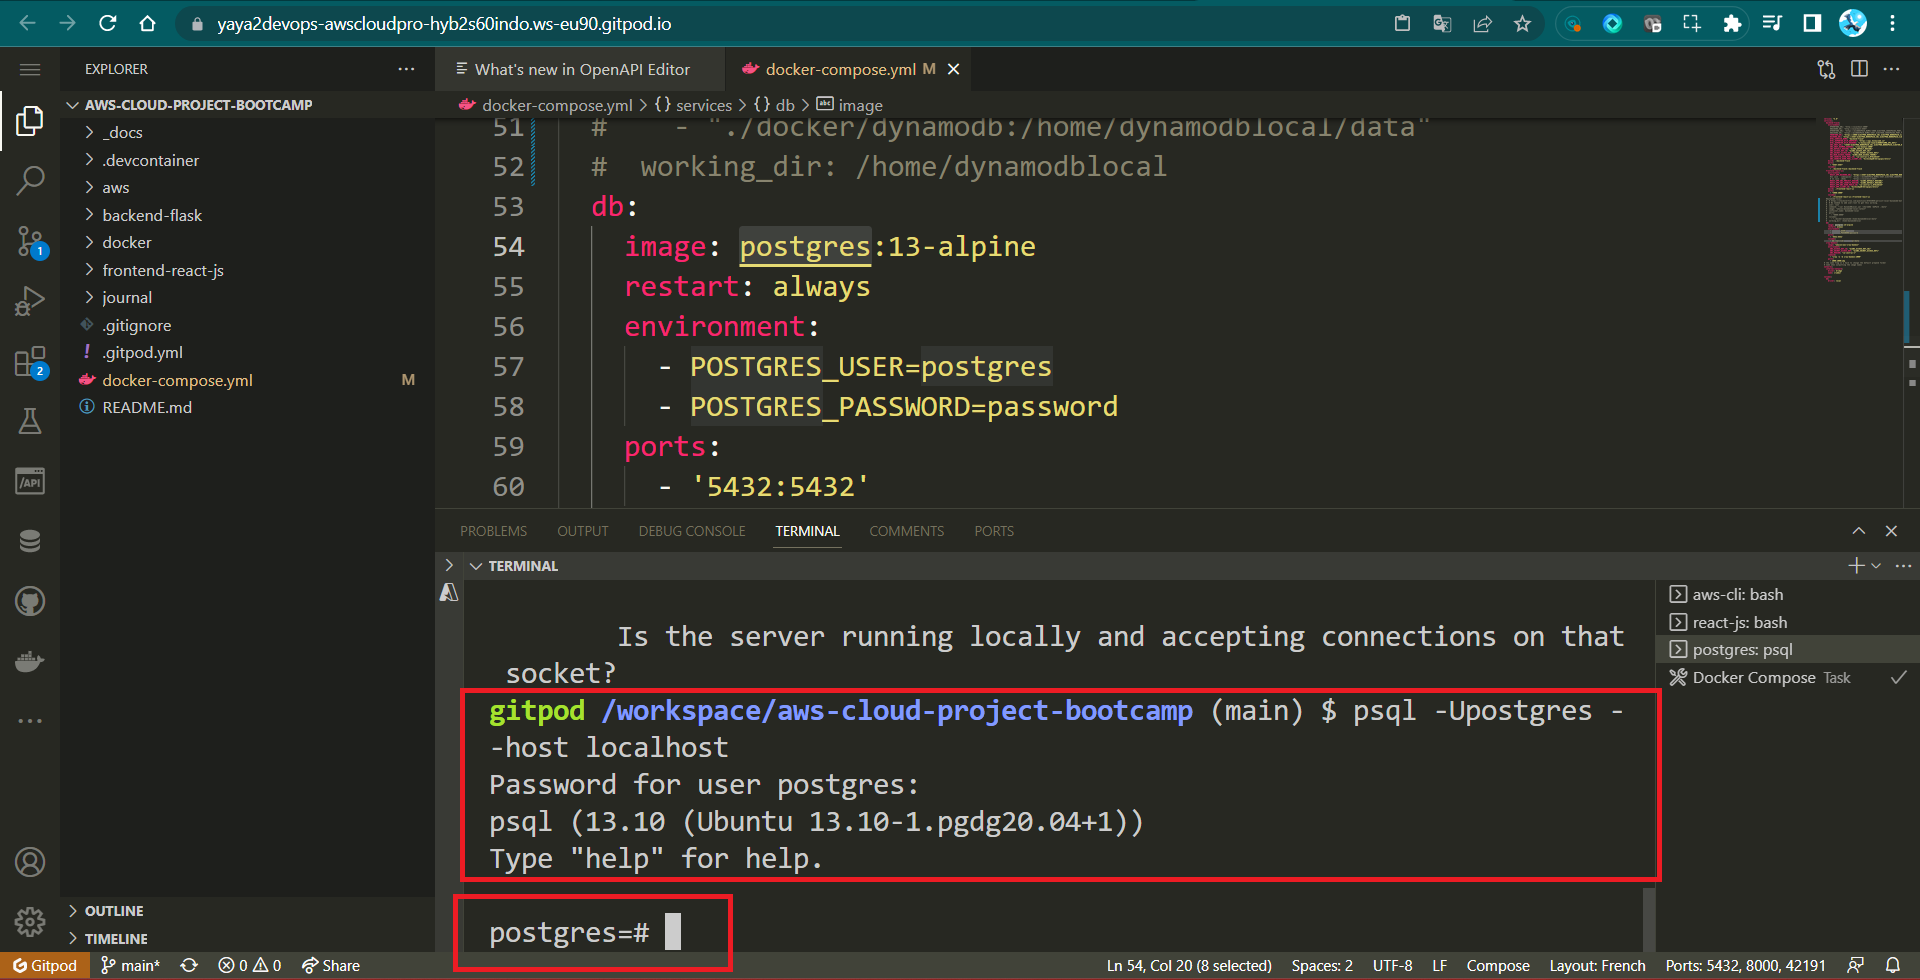 yaya2devops-awscloudpro-hyb2s60indo.ws-eu90.gitpod.io
EXPLORER
What's new in OpenAPI Editor
docker-compose.yml M
AWS-CLOUD-PROJECT-BOOTCAMP
_docs
.devcontainer
aws
backend-flask
docker
frontend-react-js
journal
.gitignore
.gitpod.yml
docker-compose.yml M
README.md
OUTLINE
TIMELINE
1
2
/API
docker-compose.yml > {} services > {} db > abc image
51 # - "./docker/dynamodb:/home/dynamodblocal/data"
52 # working_dir: /home/dynamodblocal
53 db:
54 image: postgres:13-alpine
55 restart: always
56 environment:
57 - POSTGRES_USER=postgres
58 - POSTGRES_PASSWORD=password
59 ports:
60 - '5432:5432'
PROBLEMS OUTPUT DEBUG CONSOLE TERMINAL COMMENTS PORTS
TERMINAL
Is the server running locally and accepting connections on that
socket?
gitpod /workspace/aws-cloud-project-bootcamp (main) $ psql -Upostgres -
-host localhost
Password for user postgres:
psql (13.10 (Ubuntu 13.10-1.pgdg20.04+1))
Type "help" for help.
postgres=#
aws-cli: bash
react-js: bash
postgres: psql
Docker Compose Task
Gitpod main* 0 0 Share Ln 54, Col 20 (8 selected) Spaces: 2 UTF-8 LF Compose Layout: French Ports: 5432, 8000, 42191